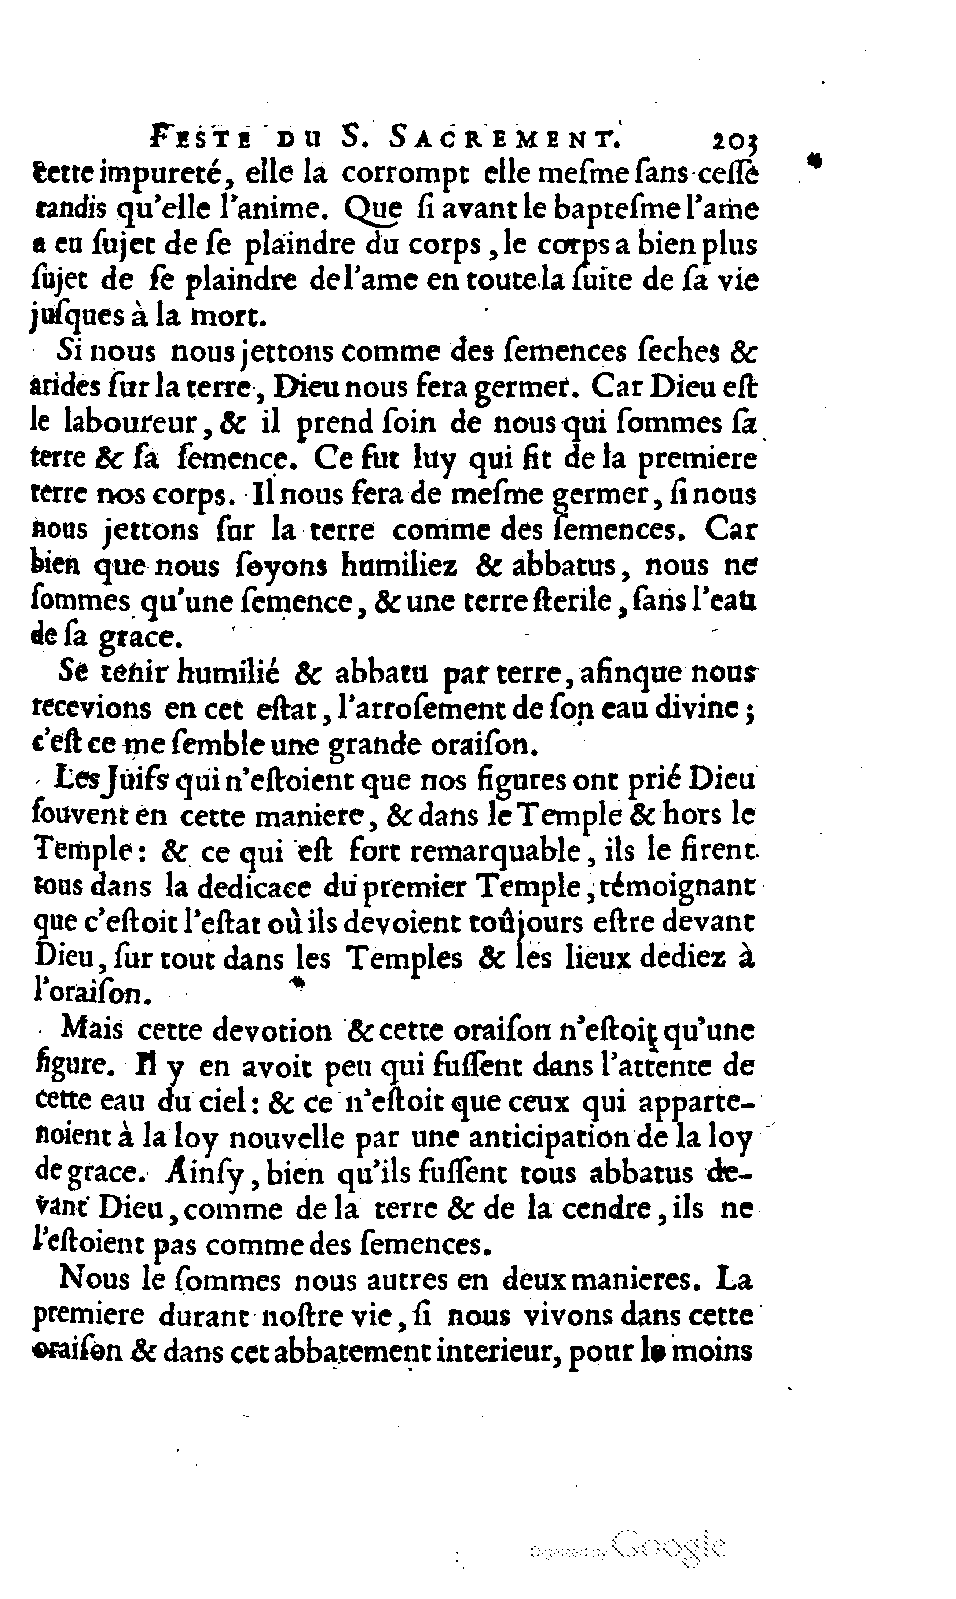 FESTE DU S. SACREMENT. 203
cette impureté, elle la corrompt elle meſme ſans ceſſe
tandis qu'elle l'anime. Que ſi avant le bapteſme l'ame
a eu ſujet de ſe plaindre du corps, le corps a bien plus
ſujet de ſe plaindre de l'ame en toute la ſuite de ſa vie
juſques à la mort.
Si nous nous jettons comme des ſemences ſeches &
arides ſur la terre, Dieu nous fera germer. Car Dieu eſt
le laboureur, & il prend ſoin de nous qui ſommes ſa
terre & ſa ſemence. Ce fut luy qui fit de la premiere
terre nos corps. Il nous fera de meſme germer, ſi nous
nous jettons ſur la terre comme des ſemences. Car
bien que nous ſoyons humiliez & abbatus, nous ne
ſommes qu'une ſemence, & une terre ſterile, ſans l'eau
de ſa grace.
Se tenir humilié & abbatu par terre, afinque nous
recevions en cet eſtat, l'arroſement de ſon eau divine;
c'eſt ce me ſemble une grande oraiſon.
Les Juifs qui n'eſtoient que nos figures ont prié Dieu
ſouvent en cette maniere, & dans le Temple & hors le
Temple: & ce qui eſt fort remarquable, ils le firent
tous dans la dedicace du premier Temple, témoignant
que c'eſtoit l'eſtat où ils devoient toûjours eſtre devant
Dieu, ſur tout dans les Temples & les lieux dediez à
l'oraiſon.
Mais cette devotion & cette oraiſon n'eſtoit qu'une
figure. Il y en avoit peu qui fuſſent dans l'attente de
cette eau du ciel: & ce n'eſtoit que ceux qui apparte-
noient à la loy nouvelle par une anticipation de la loy
de grace. Ainſy, bien qu'ils fuſſent tous abbatus de-
vant Dieu, comme de la terre & de la cendre, ils ne
l'eſtoient pas comme des ſemences.
Nous le ſommes nous autres en deux manieres. La
premiere durant noſtre vie, ſi nous vivons dans cette
oraiſon & dans cet abbatement interieur, pour le moins
Digitized by Google